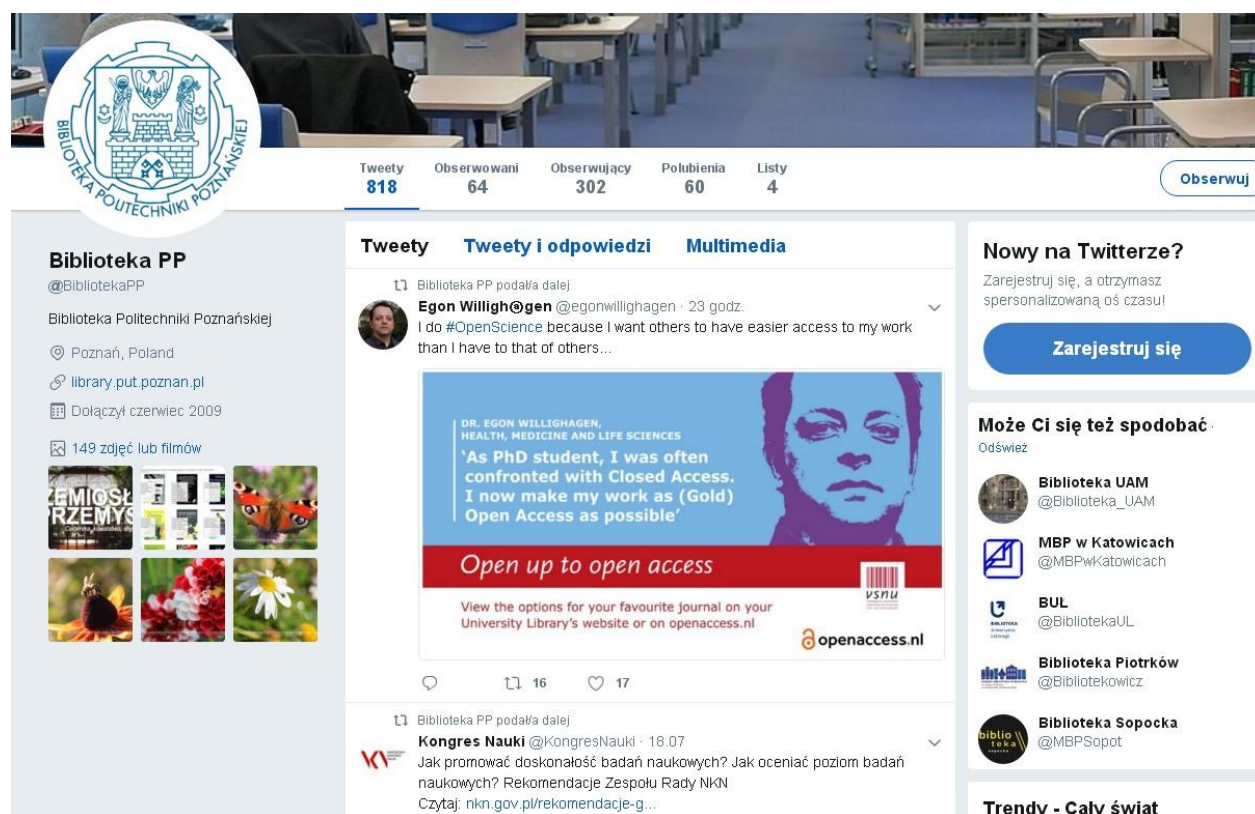 BIBLIOTEKA POLITECHNIKI POZNAŃSKIEJ
Tweety Obserwowani Obserwujący Polubienia Listy
818 64 302 60 4
Obserwuj
Biblioteka PP
@BibliotekaPP
Biblioteka Politechniki Poznańskiej
Poznań, Poland
library.put.poznan.pl
Dołączył czerwiec 2009
149 zdjęć lub filmów
ZEMIOSŁ
PRZEMYS
Tweety Tweety i odpowiedzi Multimedia
Biblioteka PP podał/a dalej
Egon Willigh⊛gen @egonwillighagen · 23 godz.
I do #OpenScience because I want others to have easier access to my work
than I have to that of others...
DR. EGON WILLIGHAGEN,
HEALTH, MEDICINE AND LIFE SCIENCES
'As PhD student, I was often
confronted with Closed Access.
I now make my work as (Gold)
Open Access as possible'
Open up to open access
vsnu
View the options for your favourite journal on your
University Library's website or on openaccess.nl
openaccess.nl
16 17
Biblioteka PP podał/a dalej
Kongres Nauki @KongresNauki · 18.07
Jak promować doskonałość badań naukowych? Jak oceniać poziom badań
naukowych? Rekomendacje Zespołu Rady NKN
Czytaj: nkn.gov.pl/rekomendacje-g...
Nowy na Twitterze?
Zarejestruj się, a otrzymasz
spersonalizowaną oś czasu!
Zarejestruj się
Może Ci się też spodobać ·
Odśwież
Biblioteka UAM
@Biblioteka_UAM
MBP w Katowicach
@MBPwKatowicach
BUŁ
@BibliotekaUL
Biblioteka Piotrków
@Bibliotekowicz
biblio
teka
Biblioteka Sopocka
@MBPSopot
Trendy - Cały świat